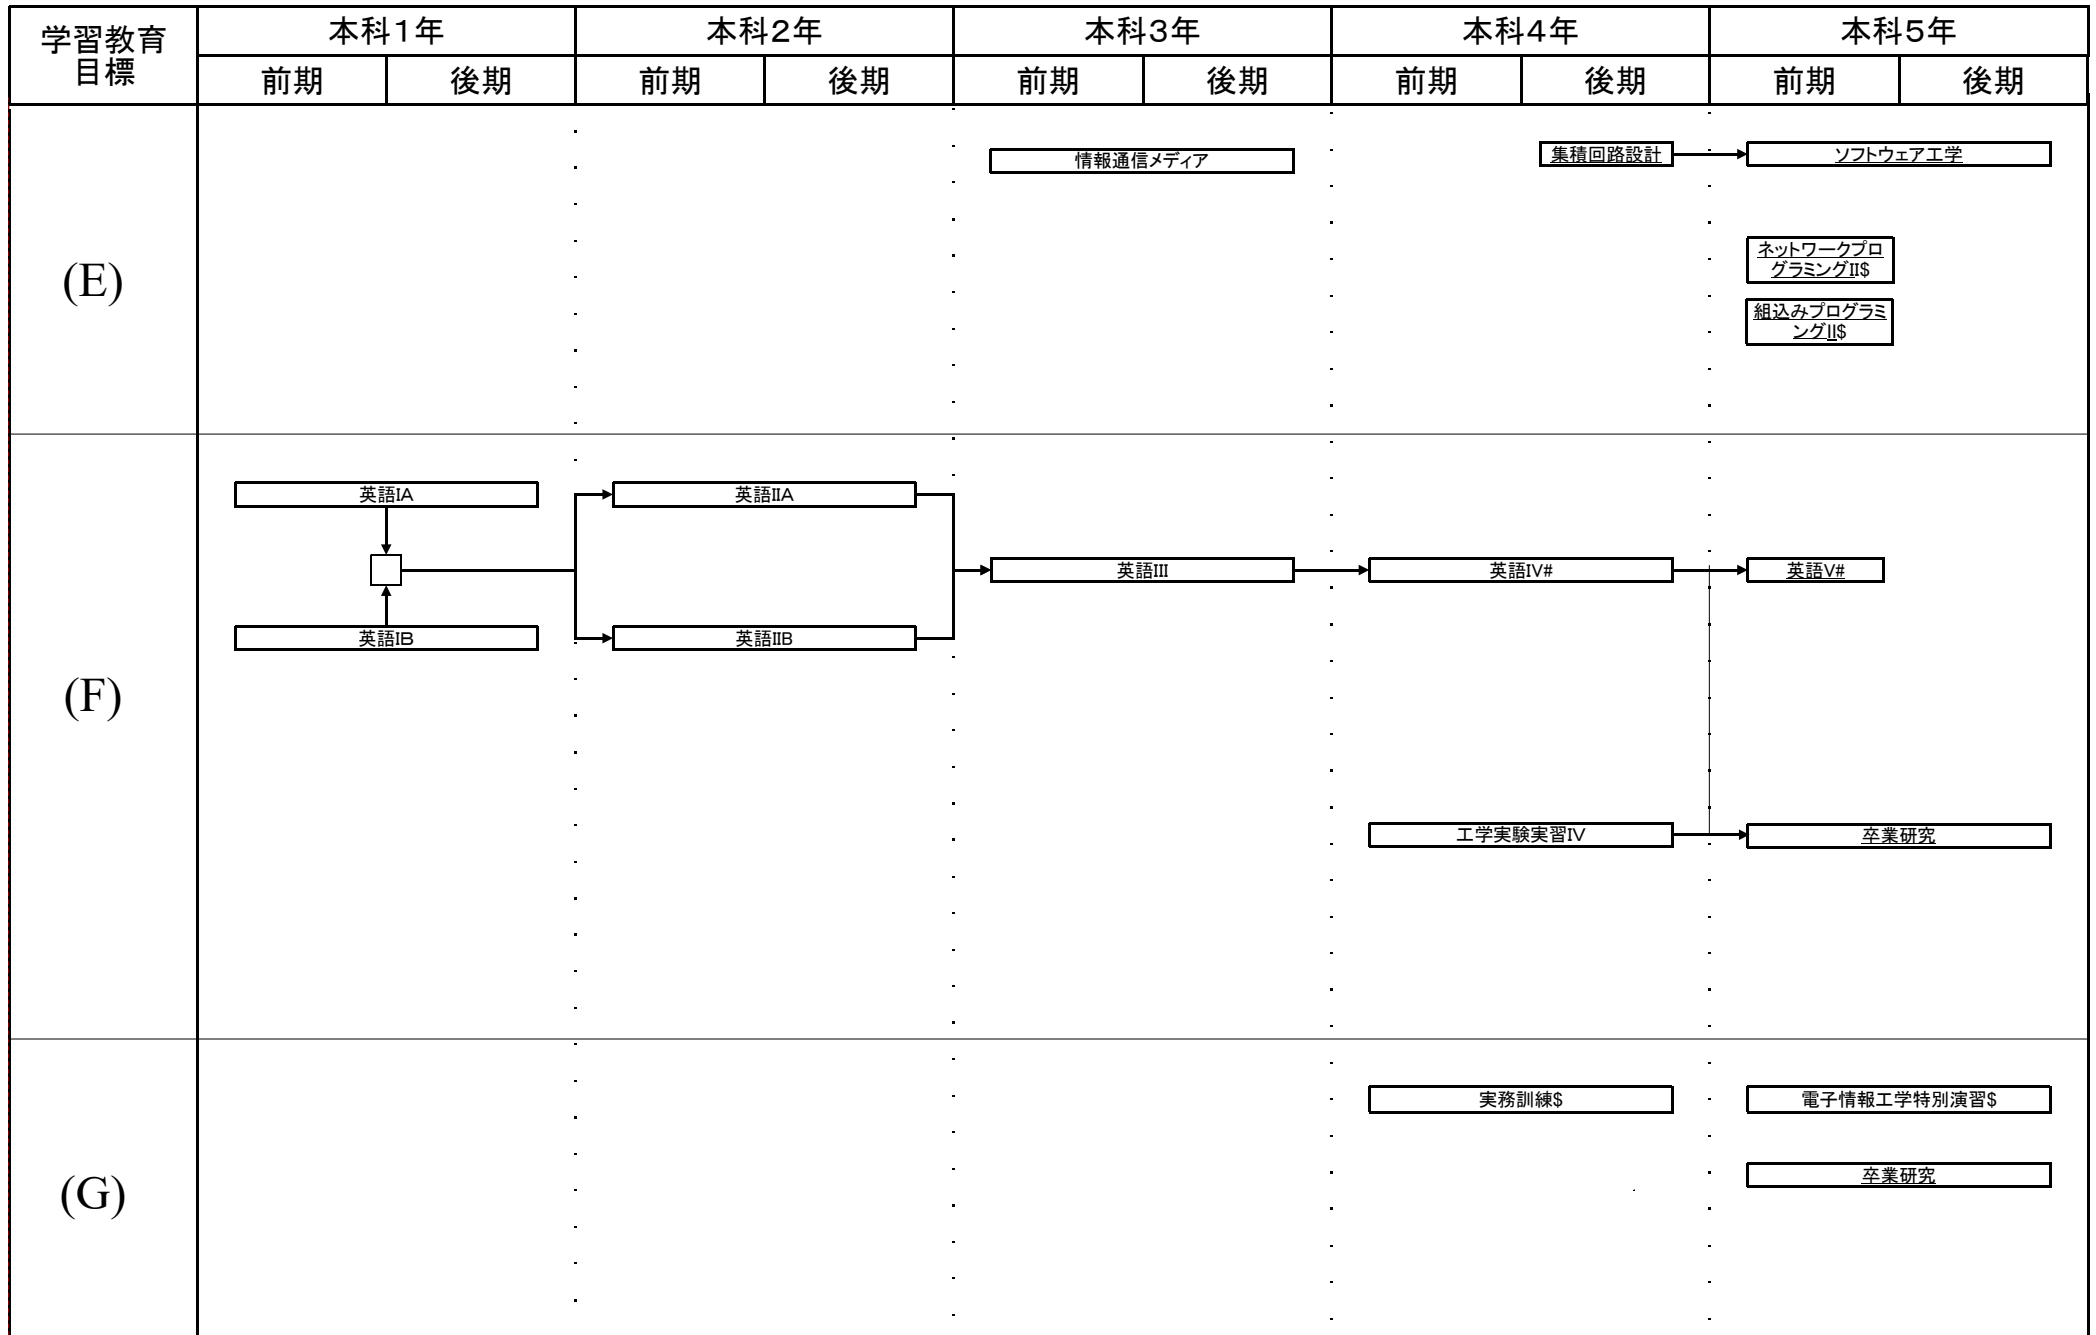 学習教育
目標
本科1年
本科2年
本科3年
本科4年
本科5年
前期
後期
前期
後期
前期
後期
前期
後期
前期
後期
(E)
情報通信メディア
集積回路設計
ソフトウェア工学
ネットワークプロ
グラミングII$
組込みプログラミ
ングII$
(F)
英語IA
英語IIA
英語III
英語IV#
英語V#
英語IB
英語IIB
工学実験実習IV
卒業研究
(G)
実務訓練$
電子情報工学特別演習$
卒業研究